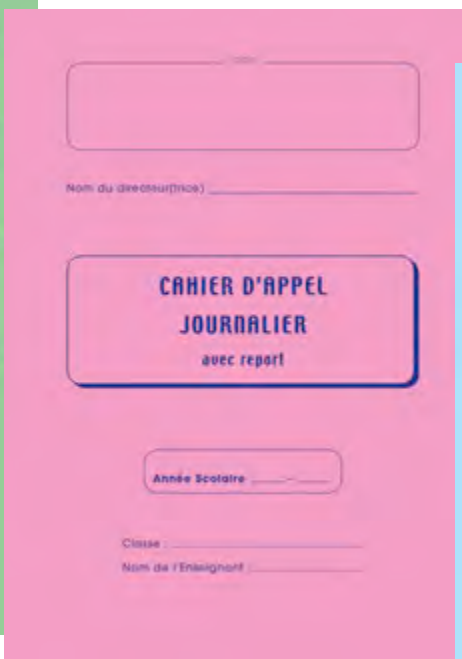 Nom du directeur(trice)
CAHIER D'APPEL
JOURNALIER
avec report
Année Scolaire
Classe :
Nom de l'Enseignant :